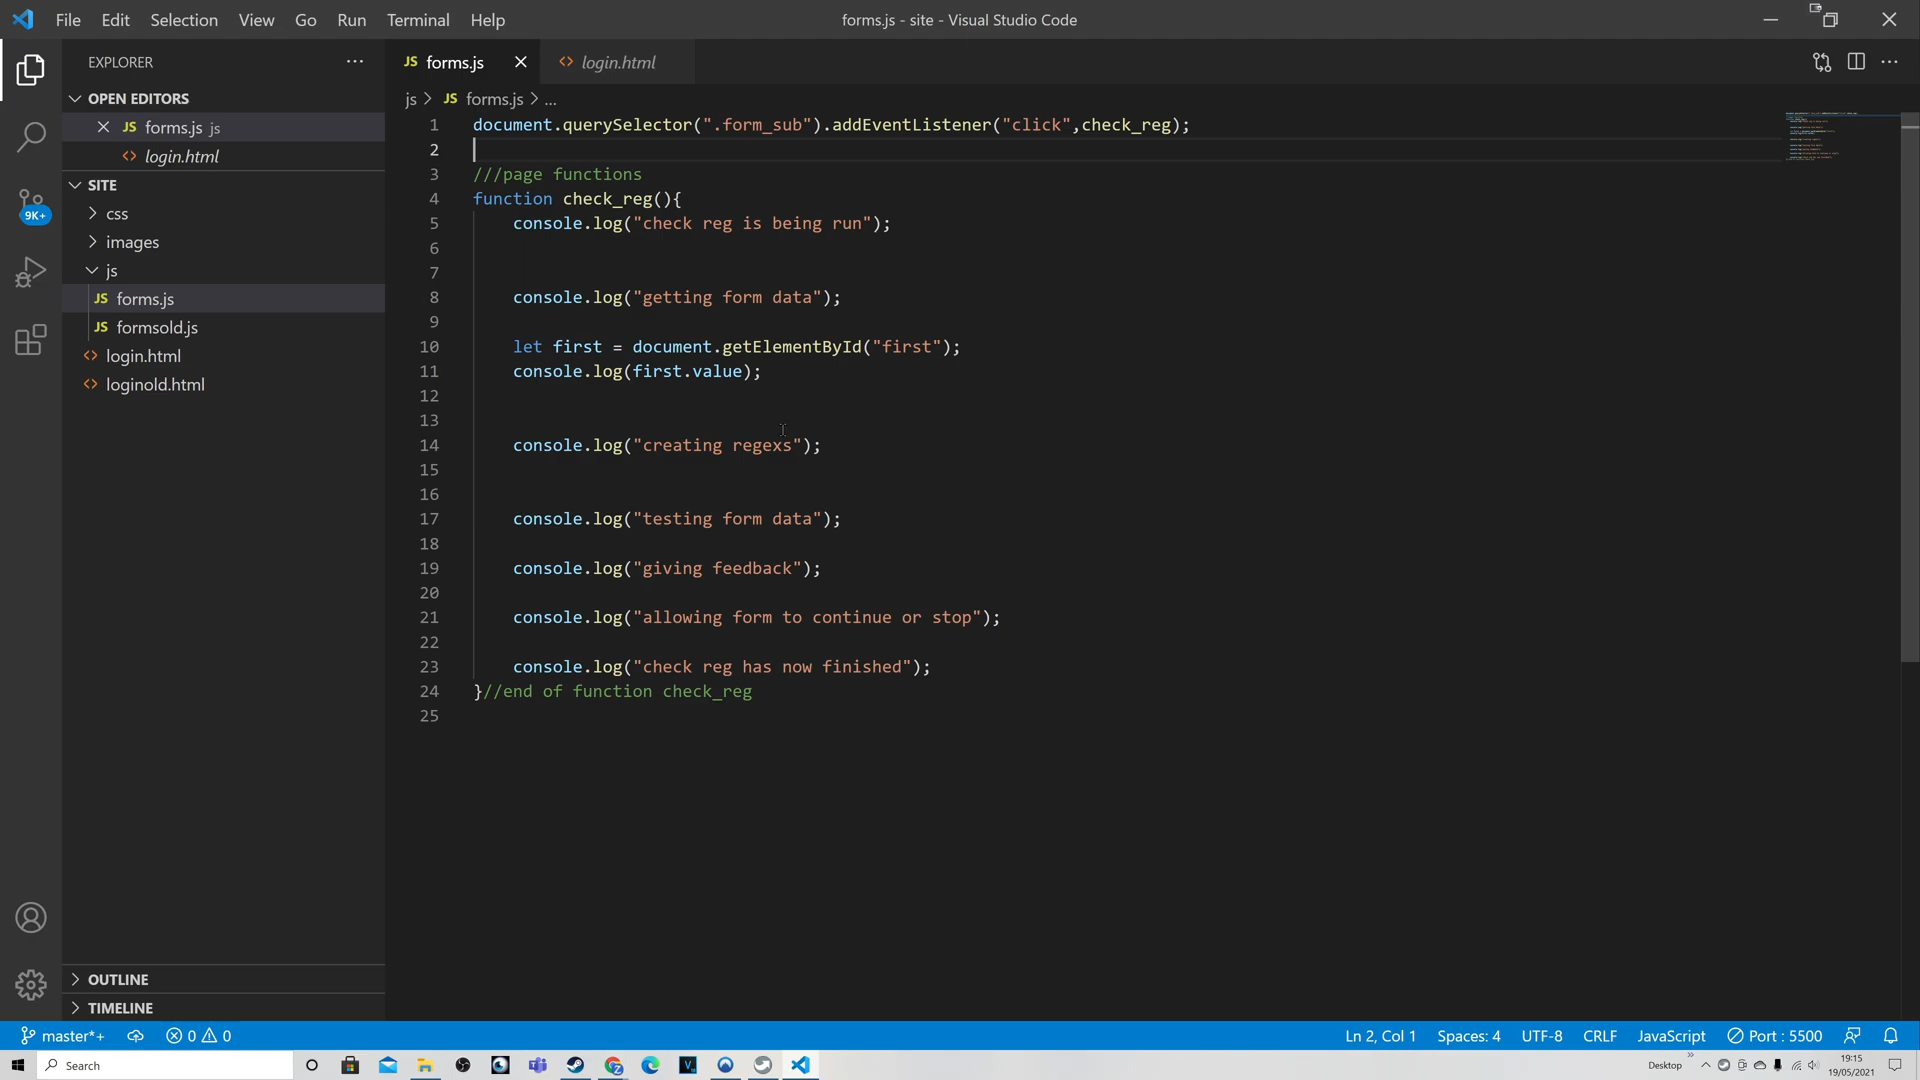 File Edit Selection View Go Run Terminal Help
forms.js - site - Visual Studio Code
EXPLORER
OPEN EDITORS
JS forms.js js
login.html
SITE
css
images
js
JS forms.js
JS formsold.js
login.html
loginold.html
OUTLINE
TIMELINE
9K+
JS forms.js
login.html
js > JS forms.js > ...
1 document.querySelector(".form_sub").addEventListener("click",check_reg);
2
3 ///page functions
4 function check_reg(){
5 console.log("check reg is being run");
6
7
8 console.log("getting form data");
9
10 let first = document.getElementById("first");
11 console.log(first.value);
12
13
14 console.log("creating regexs");
15
16
17 console.log("testing form data");
18
19 console.log("giving feedback");
20
21 console.log("allowing form to continue or stop");
22
23 console.log("check reg has now finished");
24 }//end of function check_reg
25
master*+ 0 0
Ln 2, Col 1 Spaces: 4 UTF-8 CRLF JavaScript Port : 5500
Search
Desktop
19:15
19/05/2021